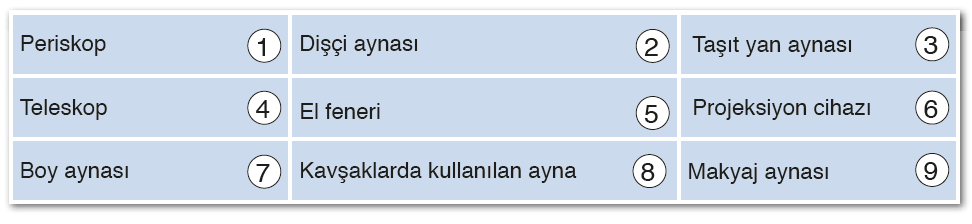 Periskop 1 Dişçi aynası 2 Taşıt yan aynası 3
Teleskop 4 El feneri 5 Projeksiyon cihazı 6
Boy aynası 7 Kavşaklarda kullanılan ayna 8 Makyaj aynası 9